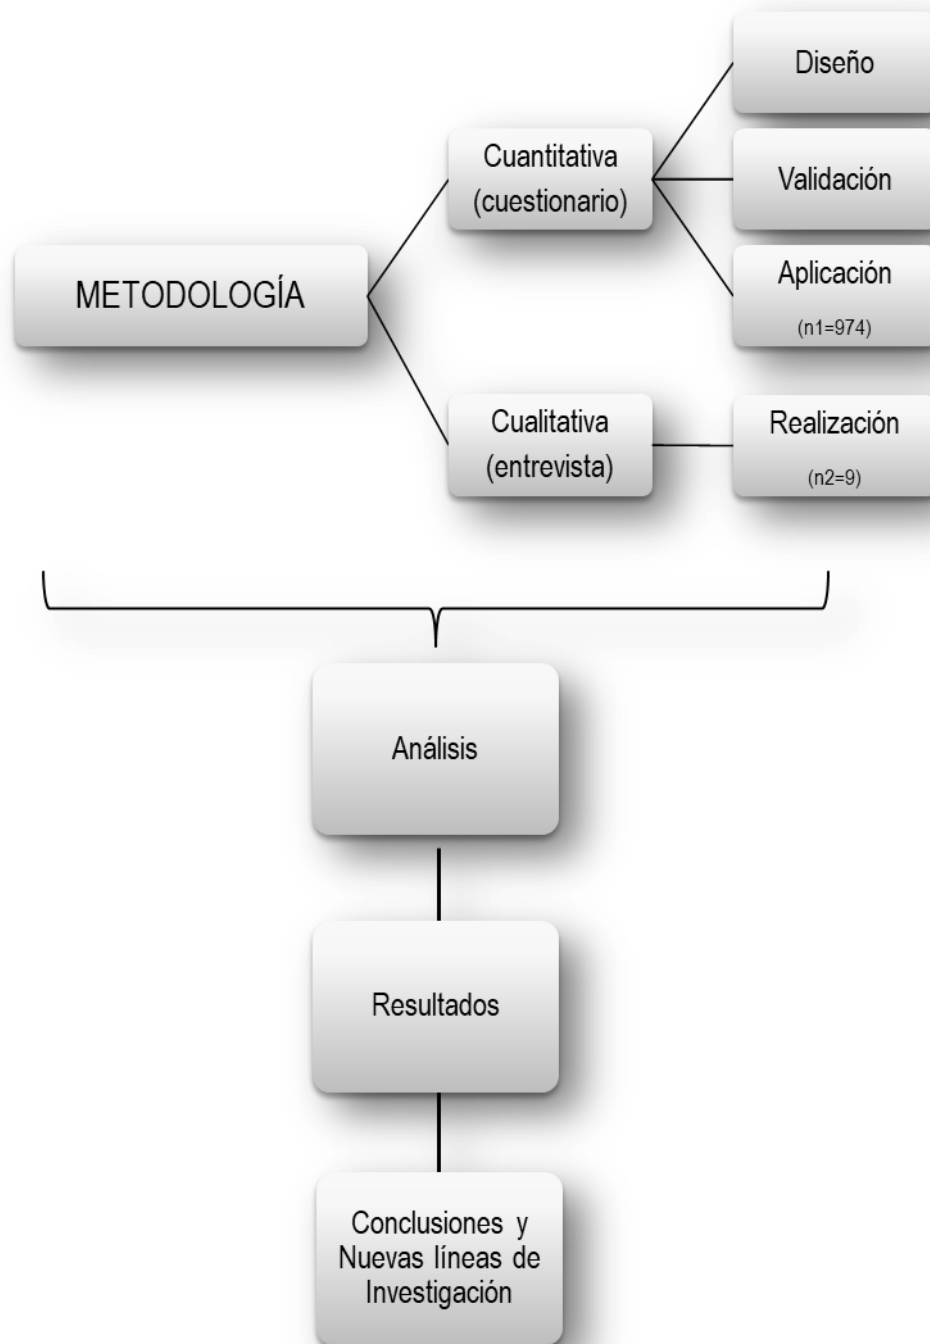 Diseño
Cuantitativa
(cuestionario)
Validación
METODOLOGÍA
Aplicación
(n1=974)
Cualitativa
(entrevista)
Realización
(n2=9)
Análisis
Resultados
Conclusiones y
Nuevas líneas de
Investigación